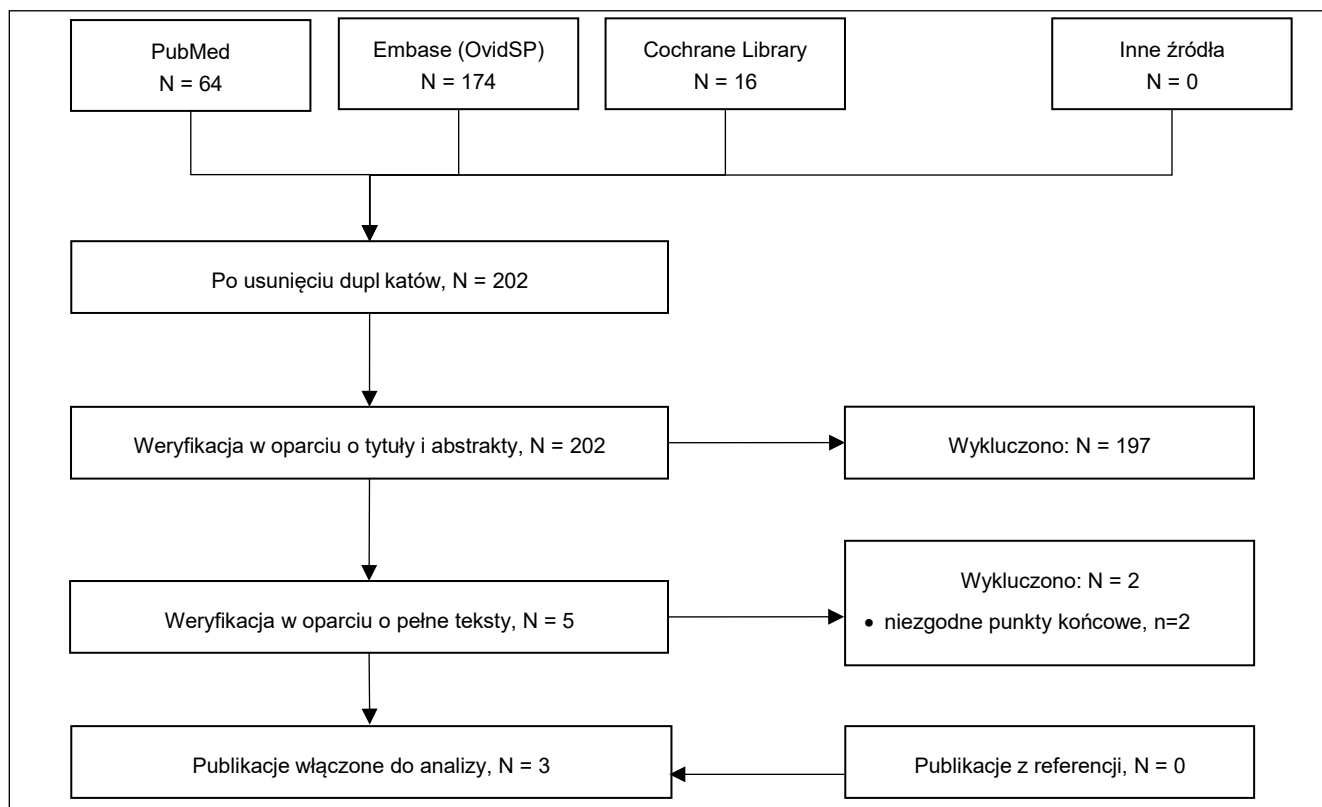 PubMed
N = 64
Embase (OvidSP)
N = 174
Cochrane Library
N = 16
Inne źródła
N = 0
Po usunięciu dupl katów, N = 202
Weryfikacja w oparciu o tytuły i abstrakty, N = 202
Wykluczono: N = 197
Weryfikacja w oparciu o pełne teksty, N = 5
Wykluczono: N = 2
• niezgodne punkty końcowe, n=2
Publikacje włączone do analizy, N = 3
Publikacje z referencji, N = 0